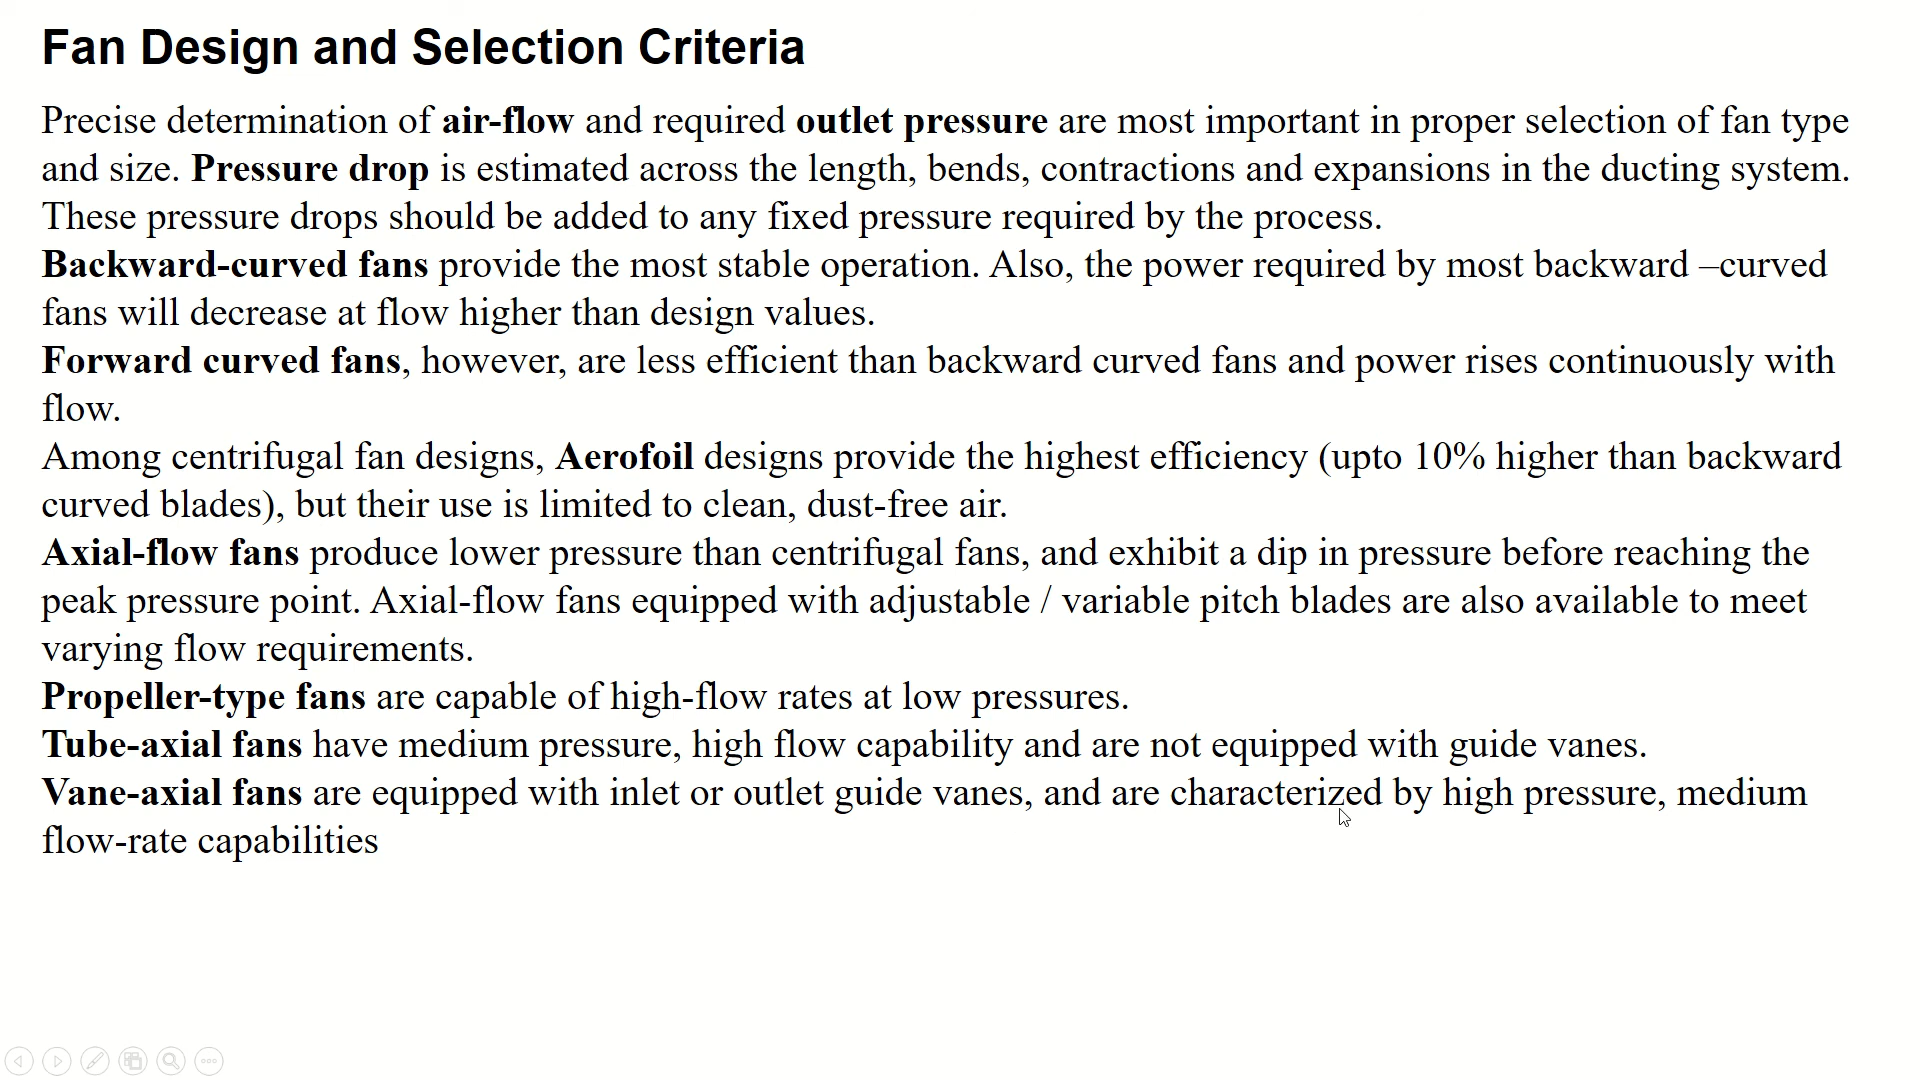 Fan Design and Selection Criteria
Precise determination of air-flow and required outlet pressure are most important in proper selection of fan type
and size. Pressure drop is estimated across the length, bends, contractions and expansions in the ducting system.
These pressure drops should be added to any fixed pressure required by the process.
Backward-curved fans provide the most stable operation. Also, the power required by most backward –curved
fans will decrease at flow higher than design values.
Forward curved fans, however, are less efficient than backward curved fans and power rises continuously with
flow.
Among centrifugal fan designs, Aerofoil designs provide the highest efficiency (upto 10% higher than backward
curved blades), but their use is limited to clean, dust-free air.
Axial-flow fans produce lower pressure than centrifugal fans, and exhibit a dip in pressure before reaching the
peak pressure point. Axial-flow fans equipped with adjustable / variable pitch blades are also available to meet
varying flow requirements.
Propeller-type fans are capable of high-flow rates at low pressures.
Tube-axial fans have medium pressure, high flow capability and are not equipped with guide vanes.
Vane-axial fans are equipped with inlet or outlet guide vanes, and are characterized by high pressure, medium
flow-rate capabilities